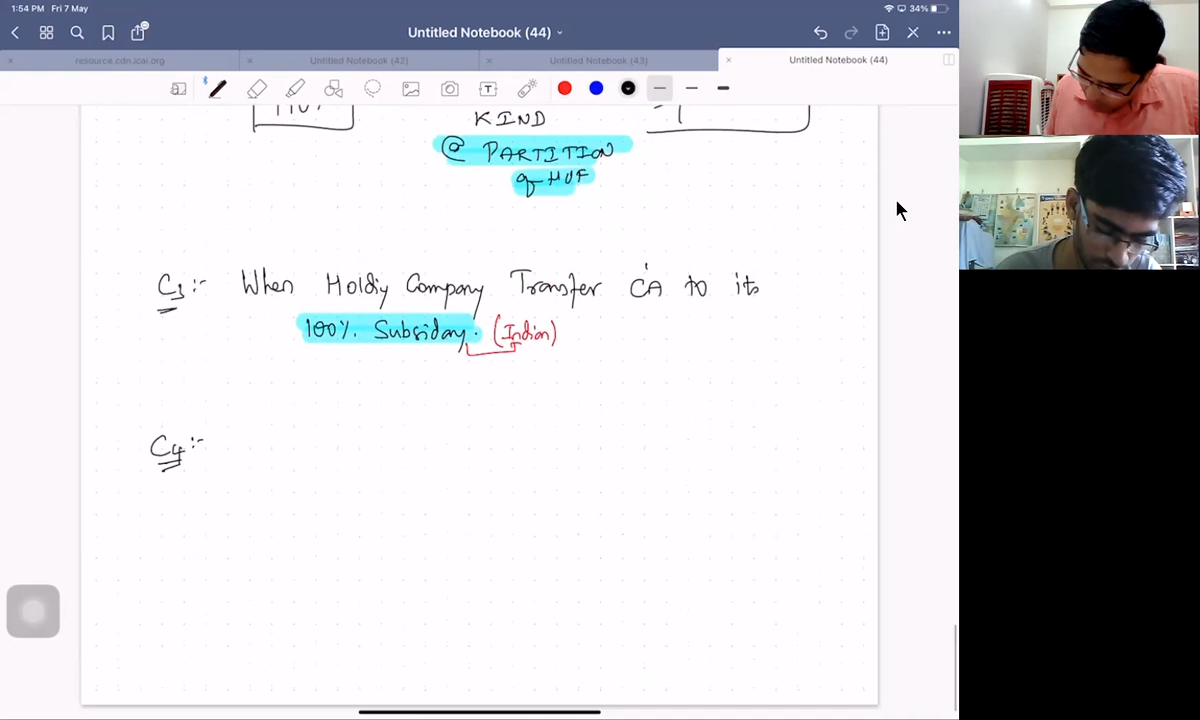 1:54 PM Fri 7 May
34%
Untitled Notebook (44)
resource.cdn.icai.org
Untitled Notebook (42)
Untitled Notebook (43)
Untitled Notebook (44)
KIND
@ PARTITION
of HUF
C3:- When Holdiy Company Transfer CA to its
100% Subsidary. (Indian)
C4:-